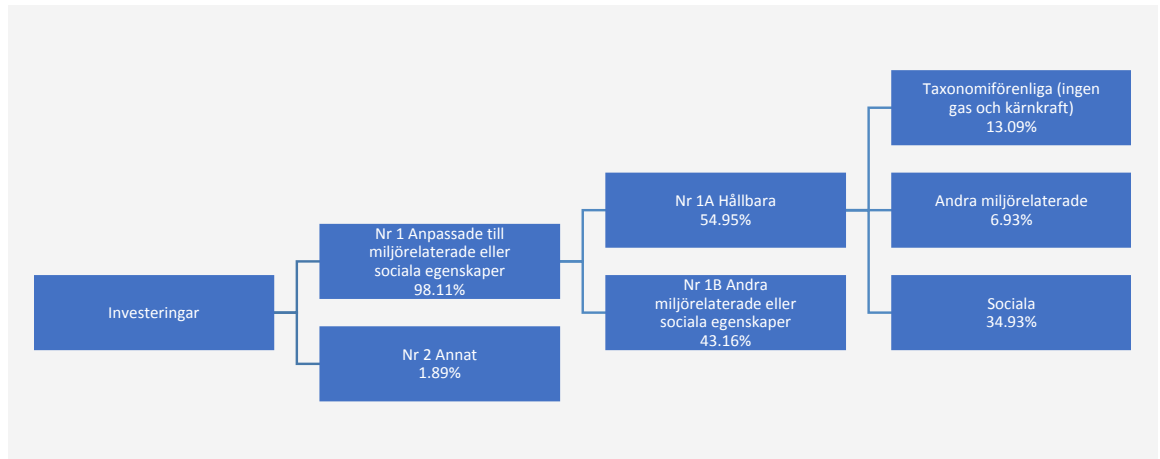 Investeringar
Nr 1 Anpassade till
miljörelaterade eller
sociala egenskaper
98.11%
Nr 2 Annat
1.89%
Nr 1A Hållbara
54.95%
Nr 1B Andra
miljörelaterade eller
sociala egenskaper
43.16%
Taxonomiförenliga (ingen
gas och kärnkraft)
13.09%
Andra miljörelaterade
6.93%
Sociala
34.93%